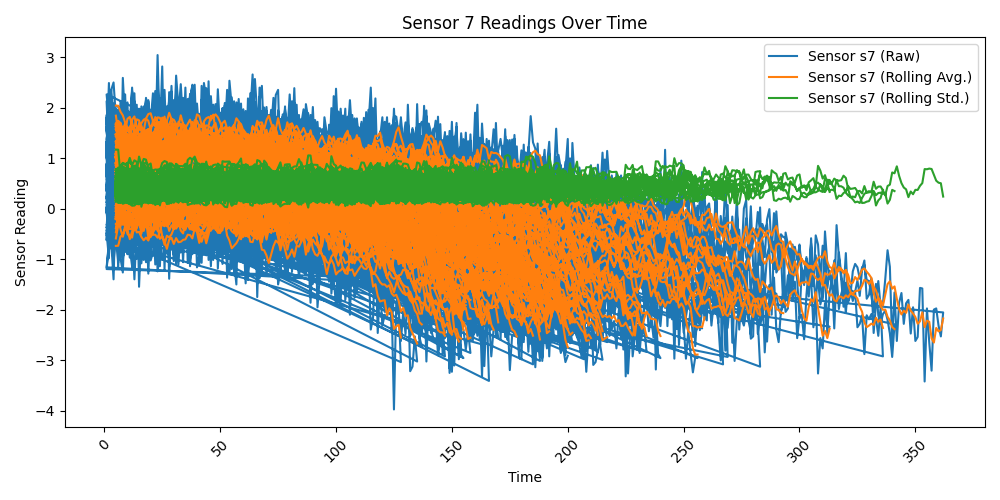 Sensor 7 Readings Over Time
Sensor s7 (Raw)
Sensor s7 (Rolling Avg.)
Sensor s7 (Rolling Std.)
Sensor Reading
3
2
1
0
−1
−2
−3
−4
0
50
100
150
200
250
300
350
Time